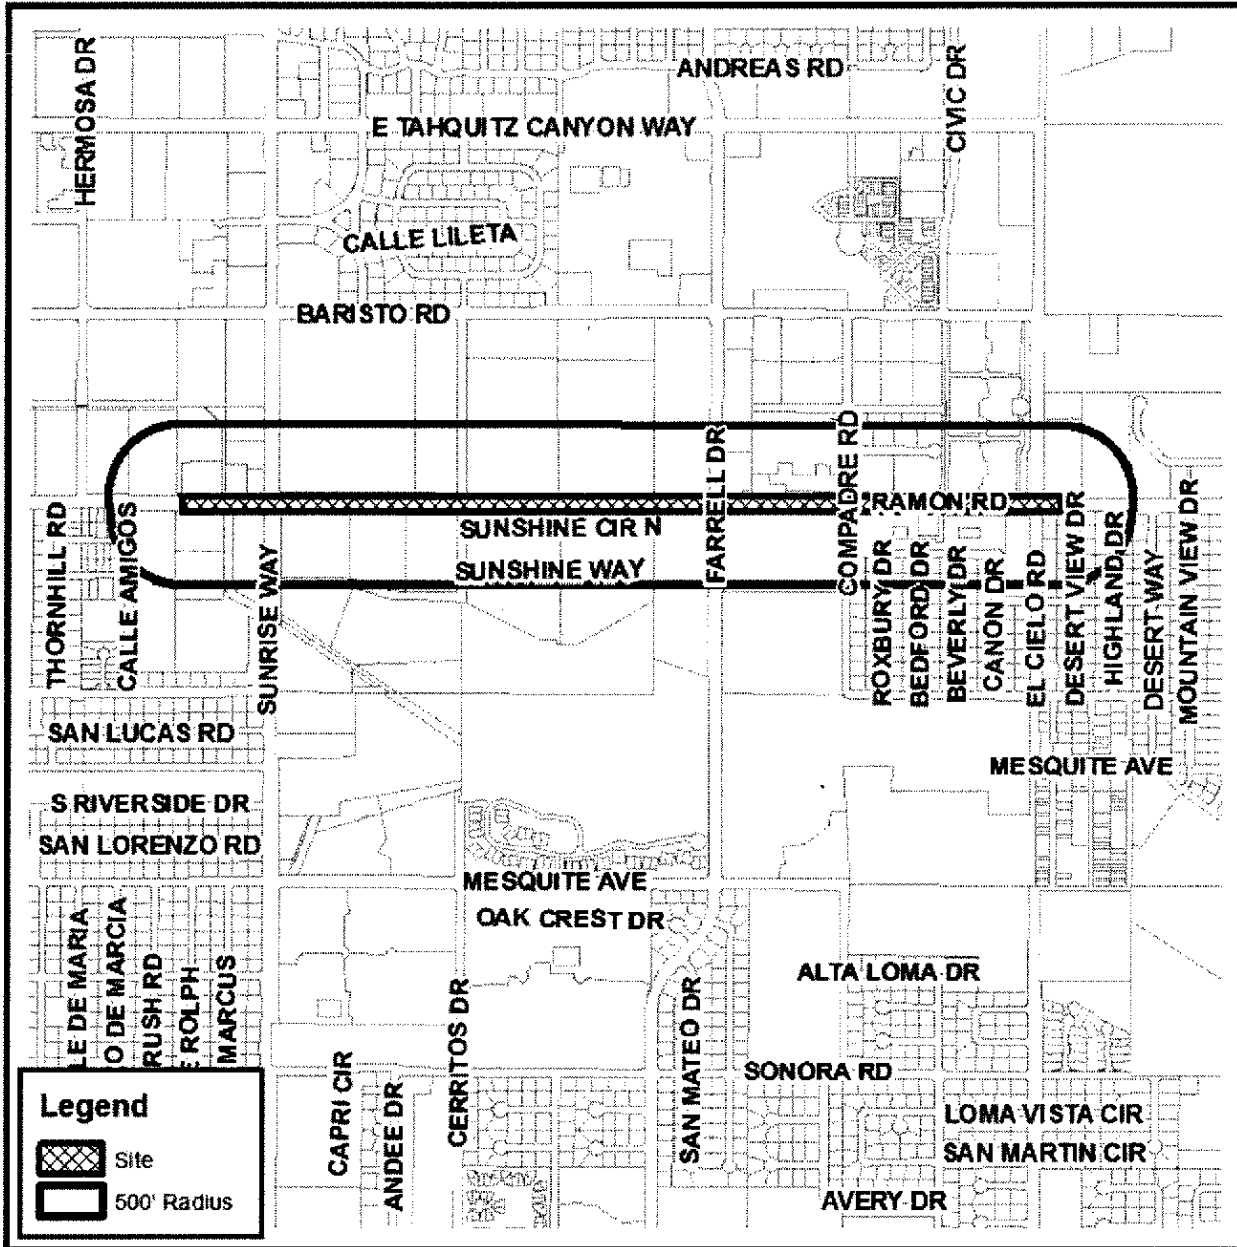 HERMOSA DR
ANDREAS RD
CIVIC DR
E TAHQUITZ CANYON WAY
CALLE LILETA
BARISTO RD
FARRELL DR
COMPADRE RD
RAMON RD
SUNSHINE CIR N
SUNSHINE WAY
THORNHILL RD
CALLE AMIGOS
SUNRISE WAY
ROXBURY DR
BEDFORD DR
BEVERLY DR
CANON DR
EL CIELO RD
DESERT VIEW DR
HIGHLAND DR
DESERT WAY
MOUNTAIN VIEW DR
SAN LUCAS RD
MESQUITE AVE
S RIVERSIDE DR
SAN LORENZO RD
MESQUITE AVE
OAK CREST DR
LE DE MARIA
O DE MARCIA
RUSH RD
E ROLPH
MARCUS
ALTA LOMA DR
CERRITOS DR
SAN MATEO DR
SONORA RD
CAPRI CIR
ANDEE DR
LOMA VISTA CIR
SAN MARTIN CIR
AVERY DR
Legend
Site
500' Radius